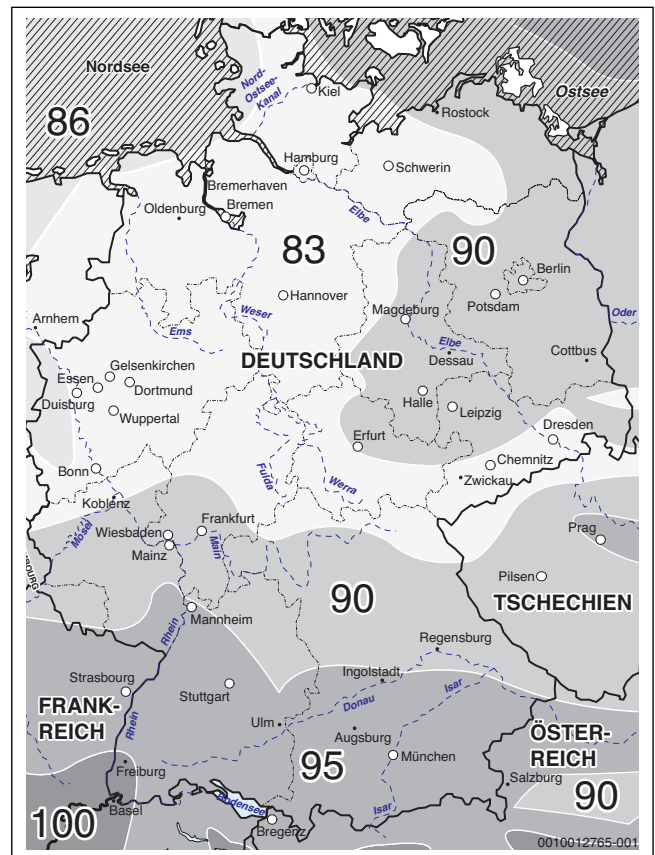 Nordsee
Nord-
Ostsee-
Kanal
Kiel
Ostsee
86
Rostock
Hamburg
Schwerin
Bremerhaven
Bremen
Oldenburg
Elbe
83
90
Berlin
Hannover
Potsdam
Magdeburg
Weser
Oder
Arnhem
Ems
Elbe
DEUTSCHLAND
Dessau
Cottbus
Gelsenkirchen
Essen
Dortmund
Duisburg
Halle
Leipzig
Wuppertal
Dresden
Erfurt
Chemnitz
Bonn
Fulda
Werra
Zwickau
Koblenz
Mosel
Wiesbaden
Frankfurt
Main
Mainz
Prag
BOURG
Pilsen
90
TSCHECHIEN
Mannheim
Rhein
Regensburg
Strasbourg
Stuttgart
Ingolstadt
Isar
FRANK-
REICH
Rhein
Ulm
Donau
Augsburg
ÖSTER-
REICH
München
95
Freiburg
Salzburg
90
Bodensee
Basel
100
Isar
Bregenz
0010012765-001